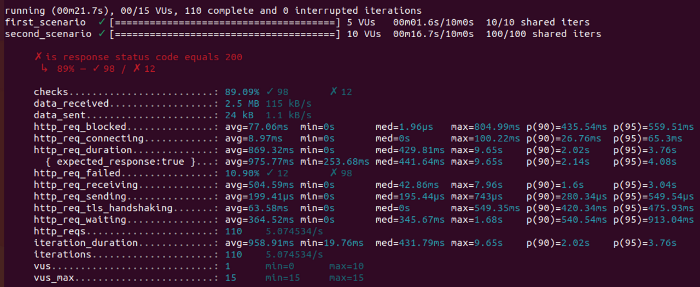 running (00m21.7s), 00/15 VUs, 110 complete and 0 interrupted iterations
first_scenario ✓ [======================================] 5 VUs 00m01.6s/10m0s 10/10 shared iters
second_scenario ✓ [======================================] 10 VUs 00m16.7s/10m0s 100/100 shared iters
✗ is response status code equals 200
↳ 89% — ✓ 98 / ✗ 12
checks.........................: 89.09% ✓ 98 ✗ 12
data_received..................: 2.5 MB 115 kB/s
data_sent......................: 24 kB 1.1 kB/s
http_req_blocked...............: avg=77.06ms min=0s med=1.96µs max=804.99ms p(90)=435.54ms p(95)=559.51ms
http_req_connecting............: avg=8.97ms min=0s med=0s max=100.22ms p(90)=26.76ms p(95)=65.3ms
http_req_duration..............: avg=869.32ms min=0s med=429.81ms max=9.65s p(90)=2.02s p(95)=3.76s
{ expected_response:true }...: avg=975.77ms min=253.68ms med=441.64ms max=9.65s p(90)=2.14s p(95)=4.08s
http_req_failed................: 10.90% ✓ 12 ✗ 98
http_req_receiving.............: avg=504.59ms min=0s med=42.86ms max=7.96s p(90)=1.6s p(95)=3.04s
http_req_sending...............: avg=199.41µs min=0s med=195.44µs max=743µs p(90)=280.34µs p(95)=549.54µs
http_req_tls_handshaking.......: avg=63.58ms min=0s med=0s max=549.35ms p(90)=420.34ms p(95)=475.93ms
http_req_waiting...............: avg=364.52ms min=0s med=345.67ms max=1.68s p(90)=540.54ms p(95)=913.04ms
http_reqs......................: 110 5.074534/s
iteration_duration.............: avg=958.91ms min=19.76ms med=431.79ms max=9.65s p(90)=2.02s p(95)=3.76s
iterations.....................: 110 5.074534/s
vus............................: 1 min=0 max=10
vus_max........................: 15 min=15 max=15